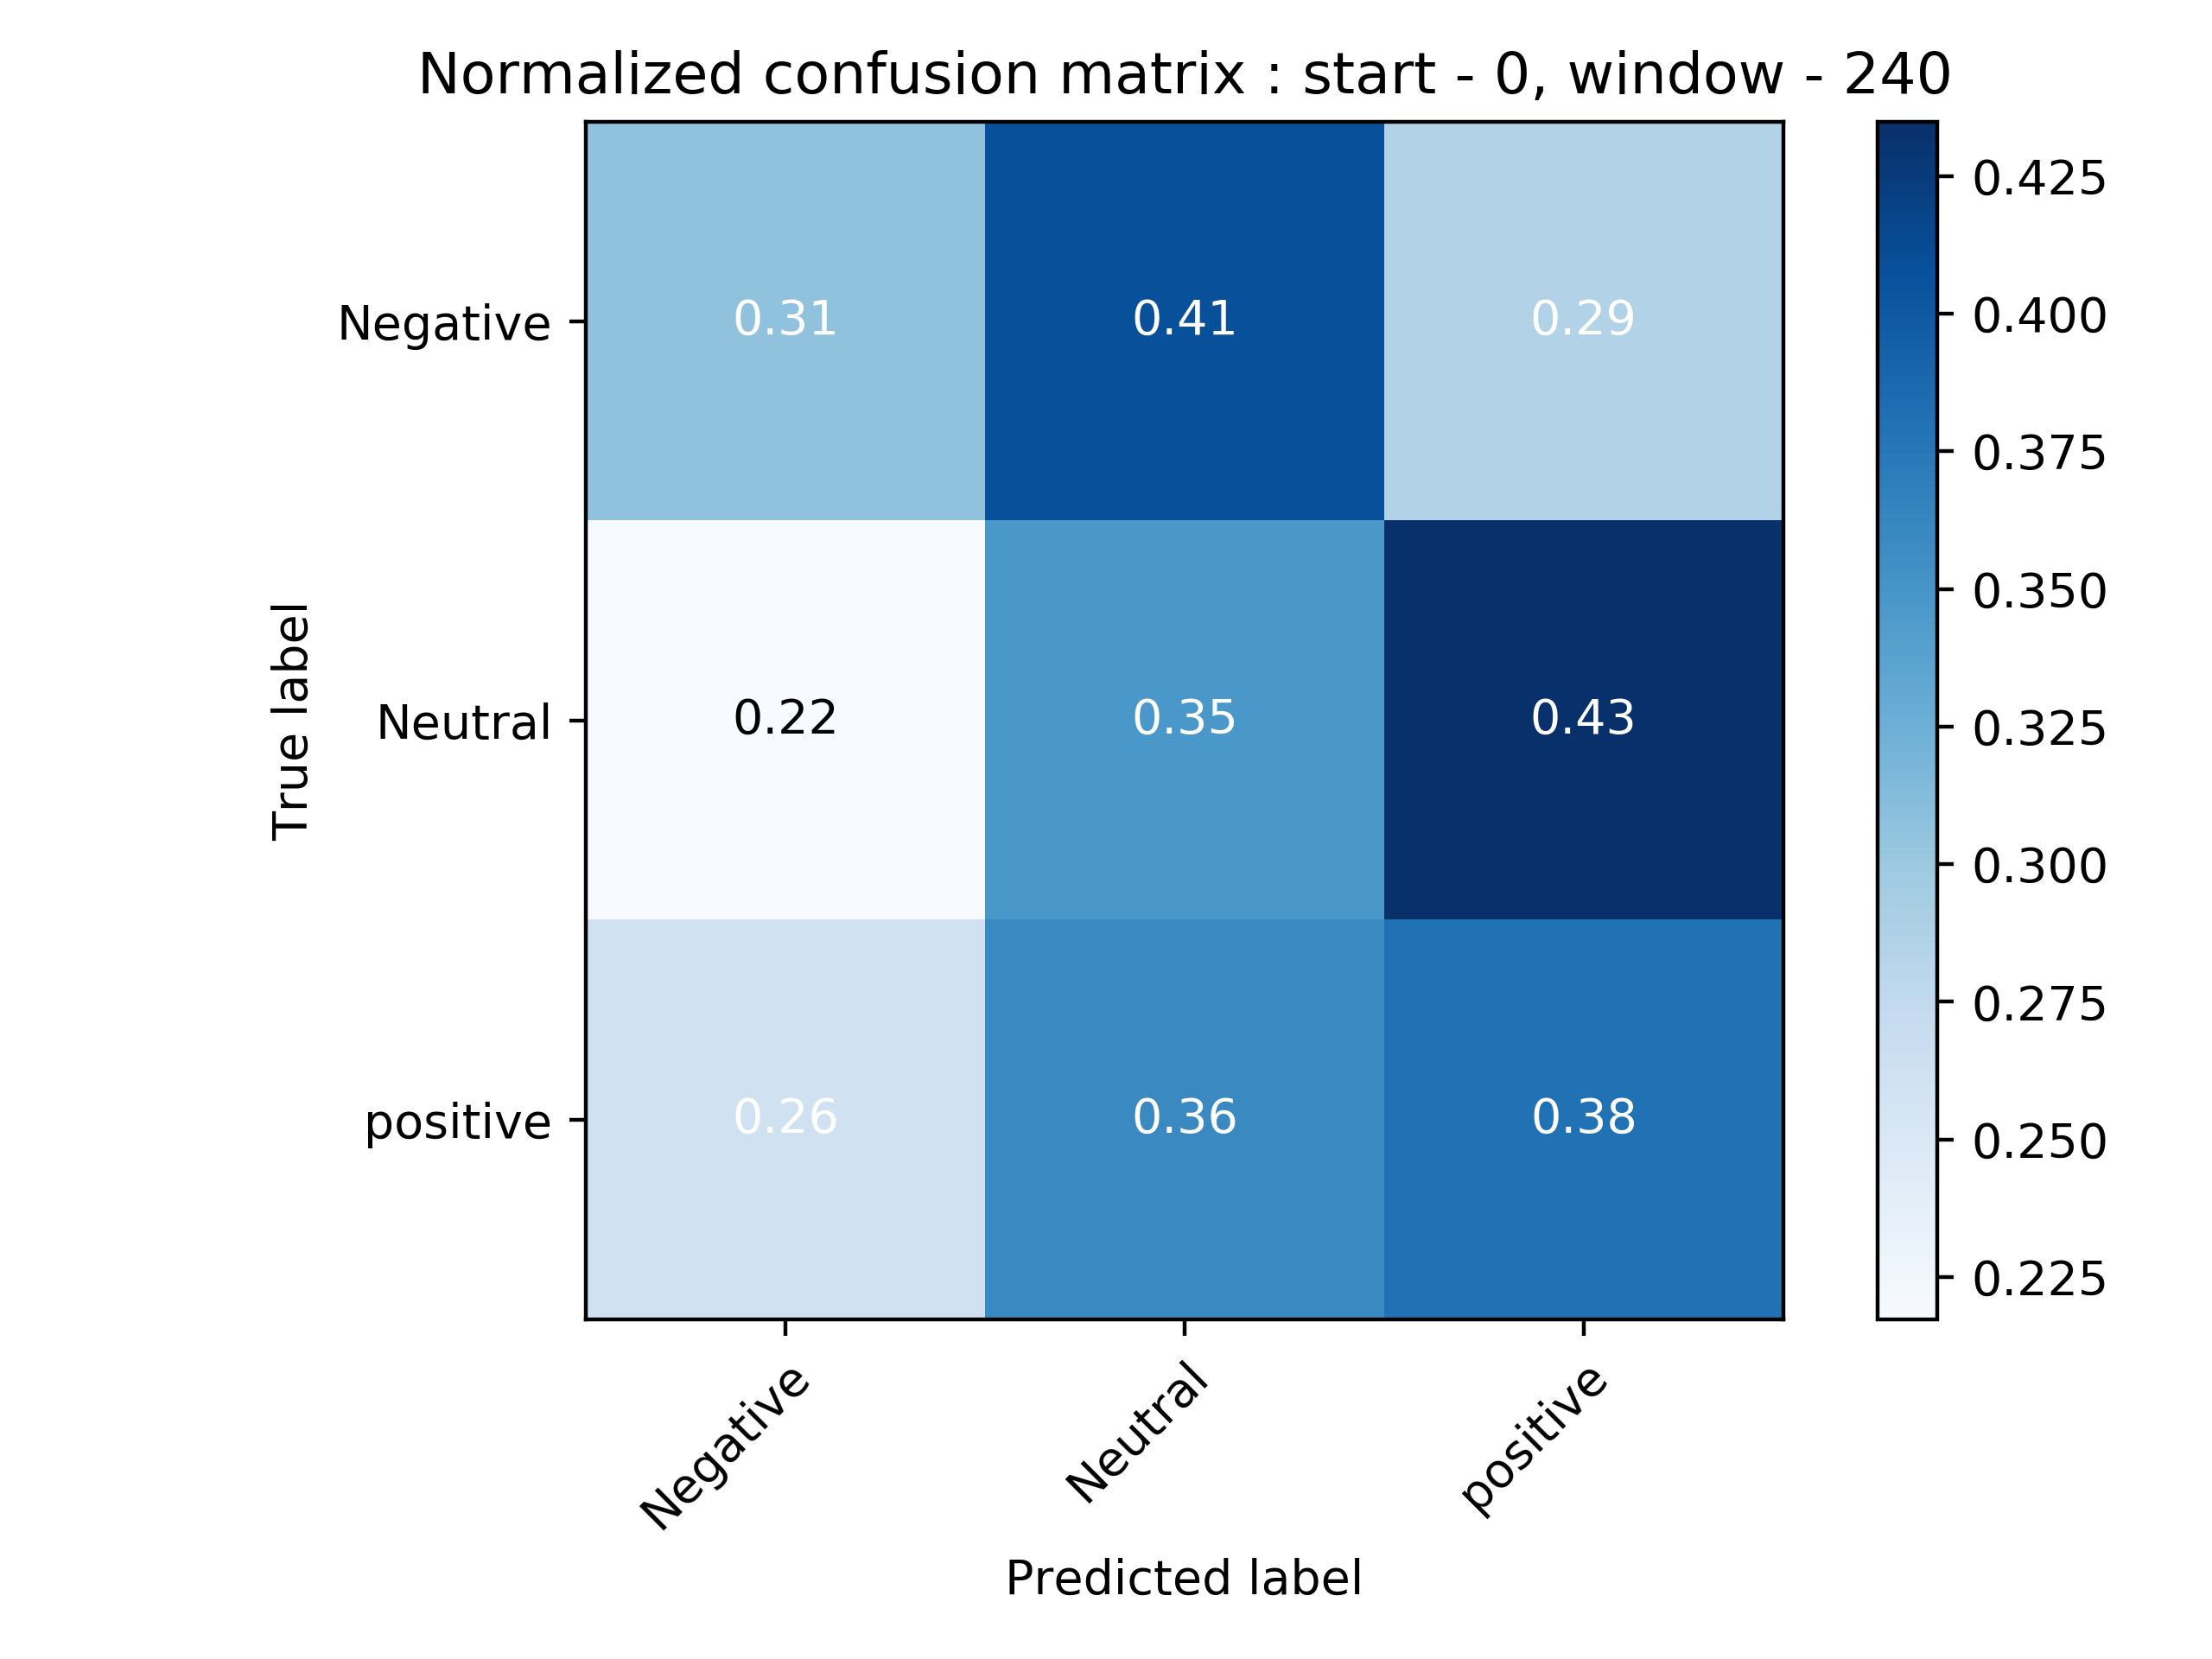 Normalized confusion matrix : start - 0, window - 240
True label
Negative 0.31 0.41 0.29
Neutral 0.22 0.35 0.43
positive 0.26 0.36 0.38
Negative Neutral positive
Predicted label
0.425
0.400
0.375
0.350
0.325
0.300
0.275
0.250
0.225